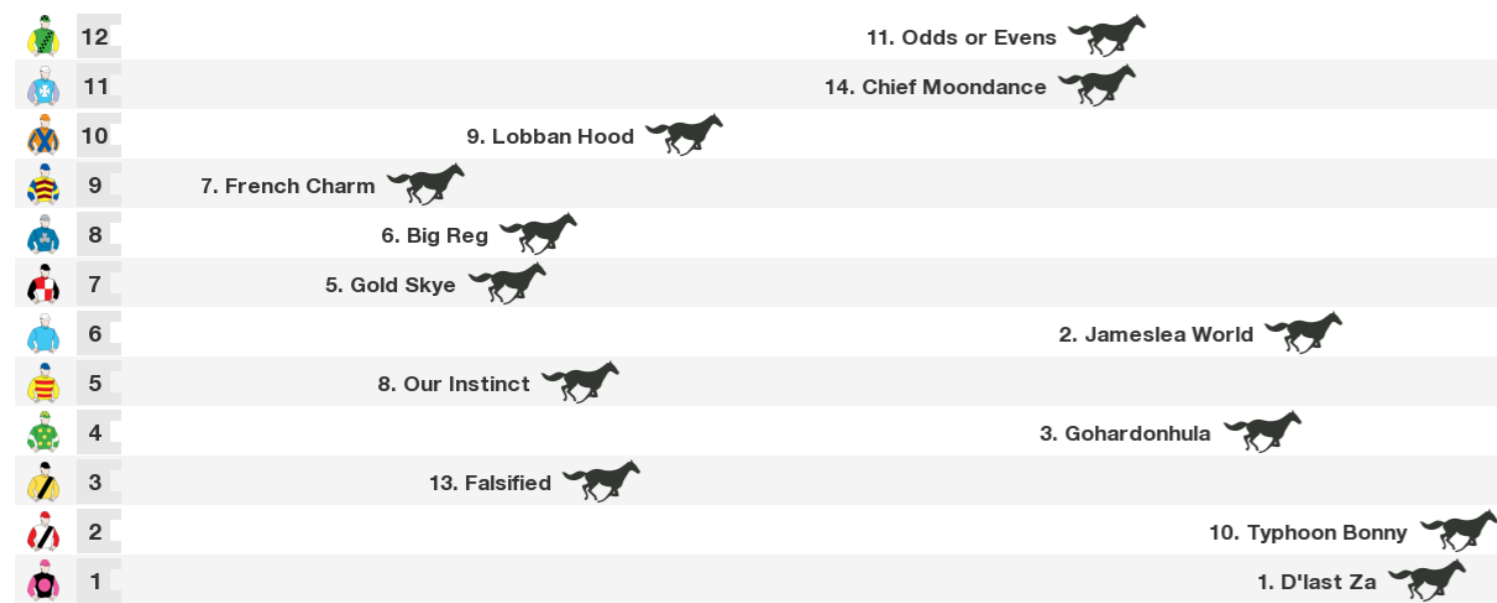 12 11. Odds or Evens
11 14. Chief Moondance
10 9. Lobban Hood
9 7. French Charm
8 6. Big Reg
7 5. Gold Skye
6 2. Jameslea World
5 8. Our Instinct
4 3. Gohardonhula
3 13. Falsified
2 10. Typhoon Bonny
1 1. D'last Za